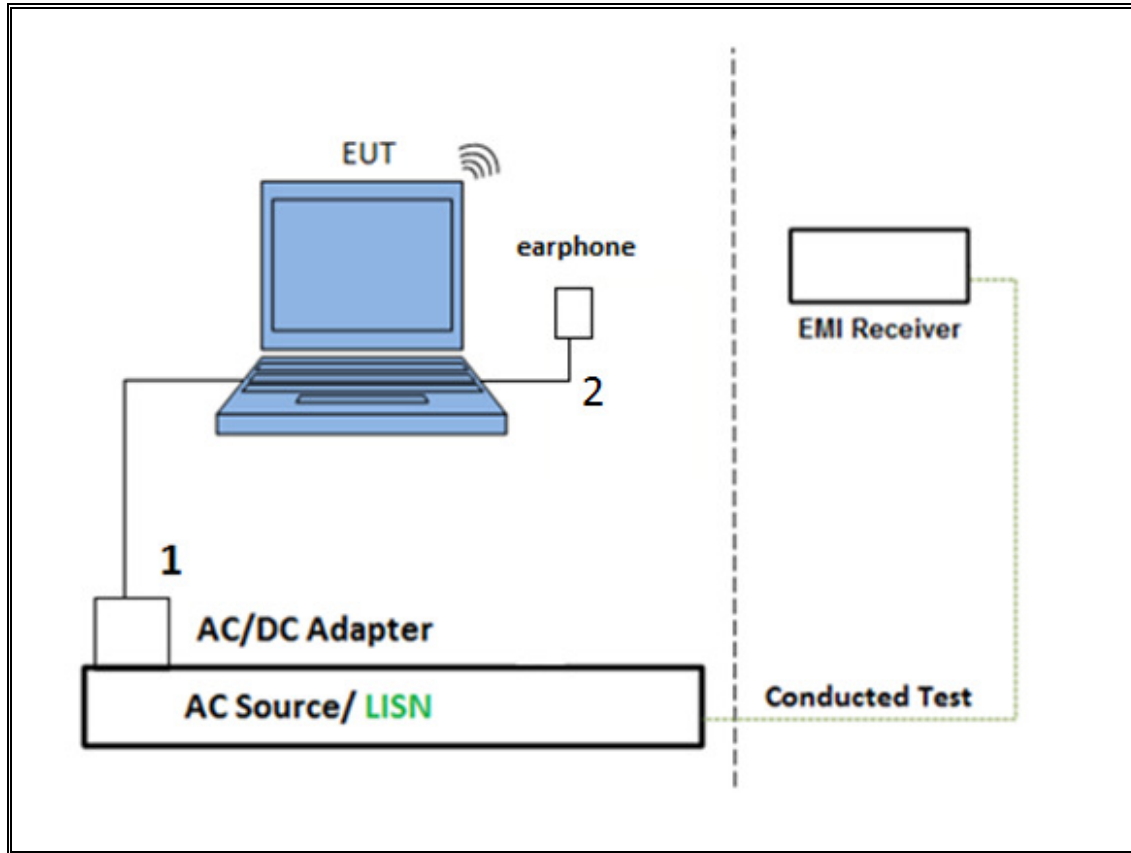 EUT
earphone
EMI Receiver
2
1
AC/DC Adapter
AC Source/ LISN
Conducted Test